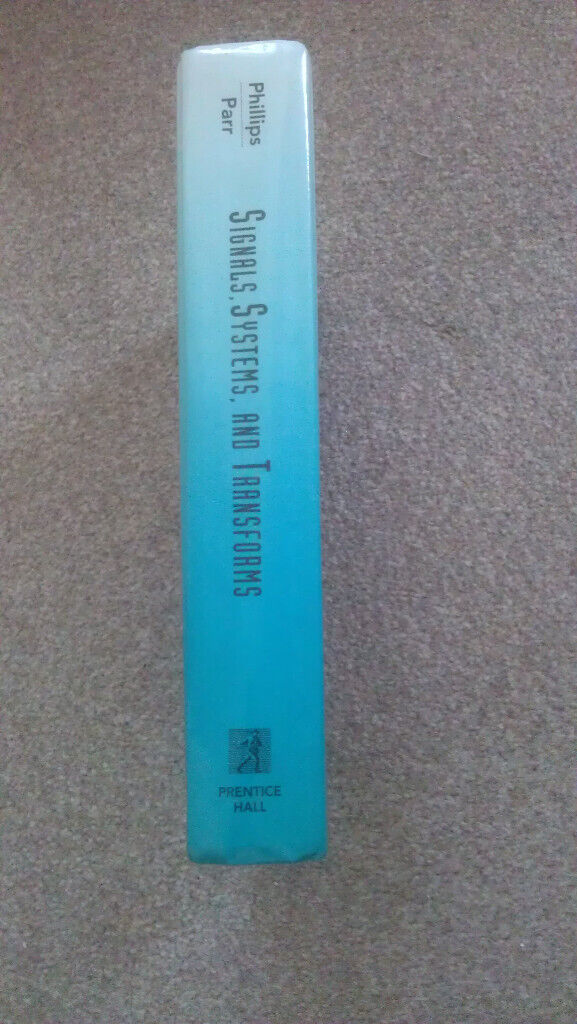 Phillips
Parr
SIGNALS, SYSTEMS, AND TRANSFORMS
PRENTICE
HALL